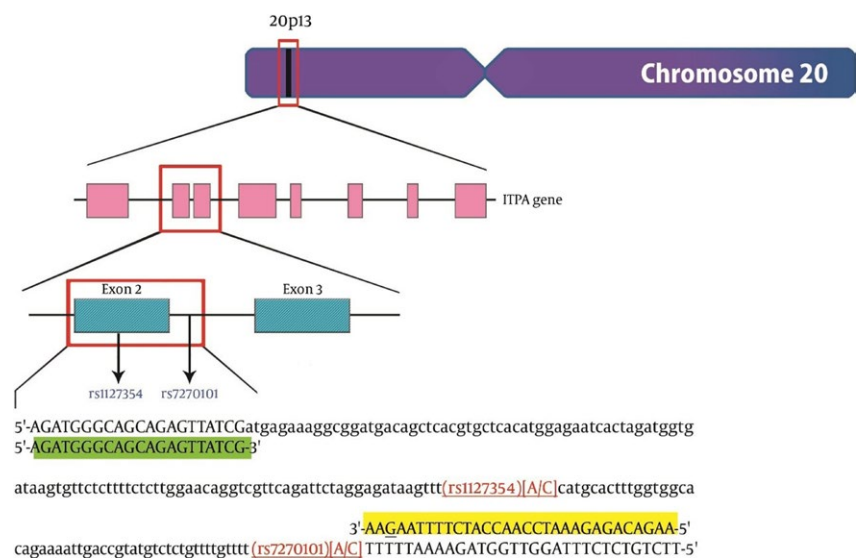 20p13
Chromosome 20
ITPA gene
Exon 2
Exon 3
rs1127354
rs7270101
5'-AGATGGGCAGCAGAGTTATCGatgagaaaggcggatgacagctcacgtgctcacatggagaatcactagatggtg
5'-AGATGGGCAGCAGAGTTATCG-3'
ataagtgttctcttttctcttggaacaggtcgttcagattctaggagataagttt(rs1127354)[A/C]catgcactttggtggca
3'-AAGAATTTTCTACCAACCTAAAGAGACAGAA-5'
cagaaaattgaccgtatgtctctgttttgtttt(rs7270101)[A/C]TTTTTAAAAGATGGTTGGATTTCTCTGTCTT-5'